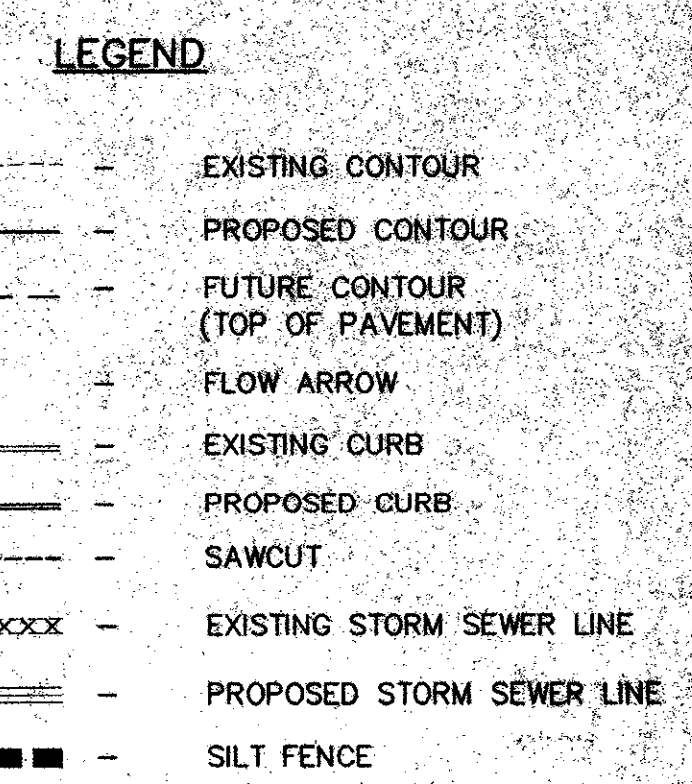 LEGEND
- EXISTING CONTOUR
- PROPOSED CONTOUR
- FUTURE CONTOUR
(TOP OF PAVEMENT)
- FLOW ARROW
- EXISTING CURB
- PROPOSED CURB
- SAWCUT
XXX - EXISTING STORM SEWER LINE
- PROPOSED STORM SEWER LINE
- SILT FENCE